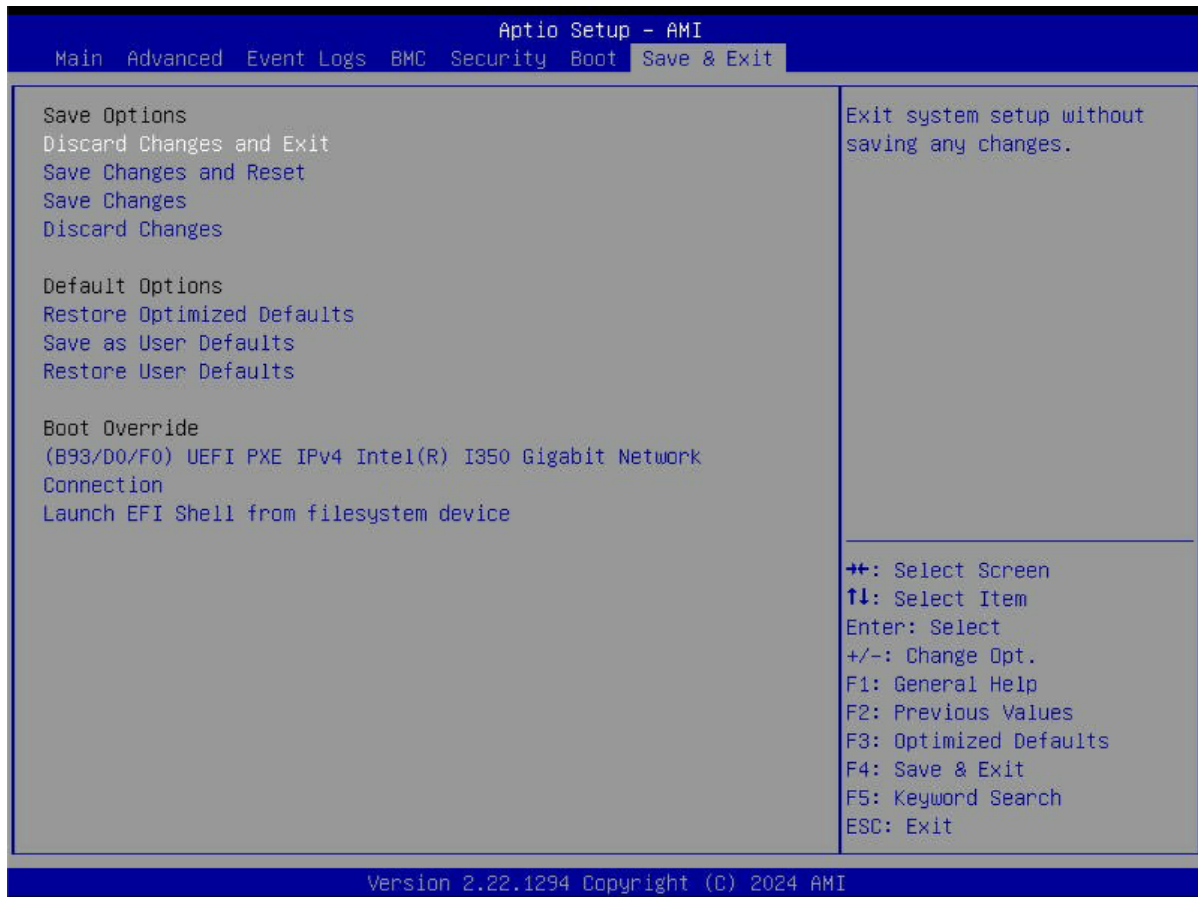 Aptio Setup – AMI
Main Advanced Event Logs BMC Security Boot Save & Exit
Save Options
Discard Changes and Exit
Save Changes and Reset
Save Changes
Discard Changes
Default Options
Restore Optimized Defaults
Save as User Defaults
Restore User Defaults
Boot Override
(B93/D0/F0) UEFI PXE IPv4 Intel(R) I350 Gigabit Network
Connection
Launch EFI Shell from filesystem device
Exit system setup without
saving any changes.
→←: Select Screen
↑↓: Select Item
Enter: Select
+/-: Change Opt.
F1: General Help
F2: Previous Values
F3: Optimized Defaults
F4: Save & Exit
F5: Keyword Search
ESC: Exit
Version 2.22.1294 Copyright (C) 2024 AMI